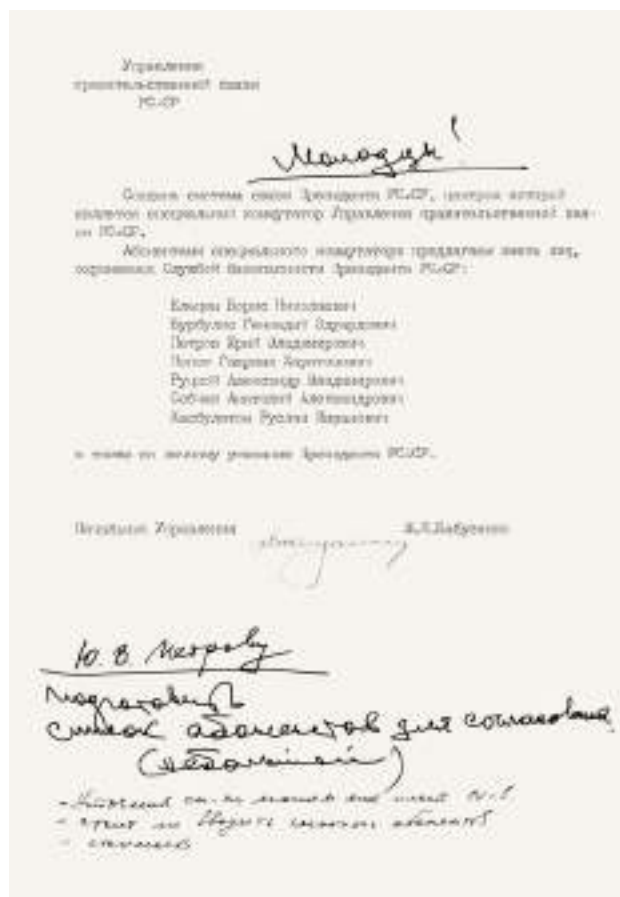 Управление
правительственной связи
РСФСР
Молодцы!
Создана система связи Президента РСФСР, центром которой
является специальный коммутатор Управления правительственной свя-
зи РСФСР.
Абонентами специального коммутатора предлагаем иметь лиц,
охраняемых Службой безопасности Президента РСФСР:
Ельцин Борис Николаевич
Бурбулис Геннадий Эдуардович
Петров Юрий Владимирович
Попов Гавриил Харитонович
Руцкой Александр Владимирович
Собчак Анатолий Александрович
Хасбулатов Руслан Имранович
а также по личному указанию Президента РСФСР.
Начальник Управления
Ю. В. Петрову
Подготовить
список абонентов для согласования
(небольшой)